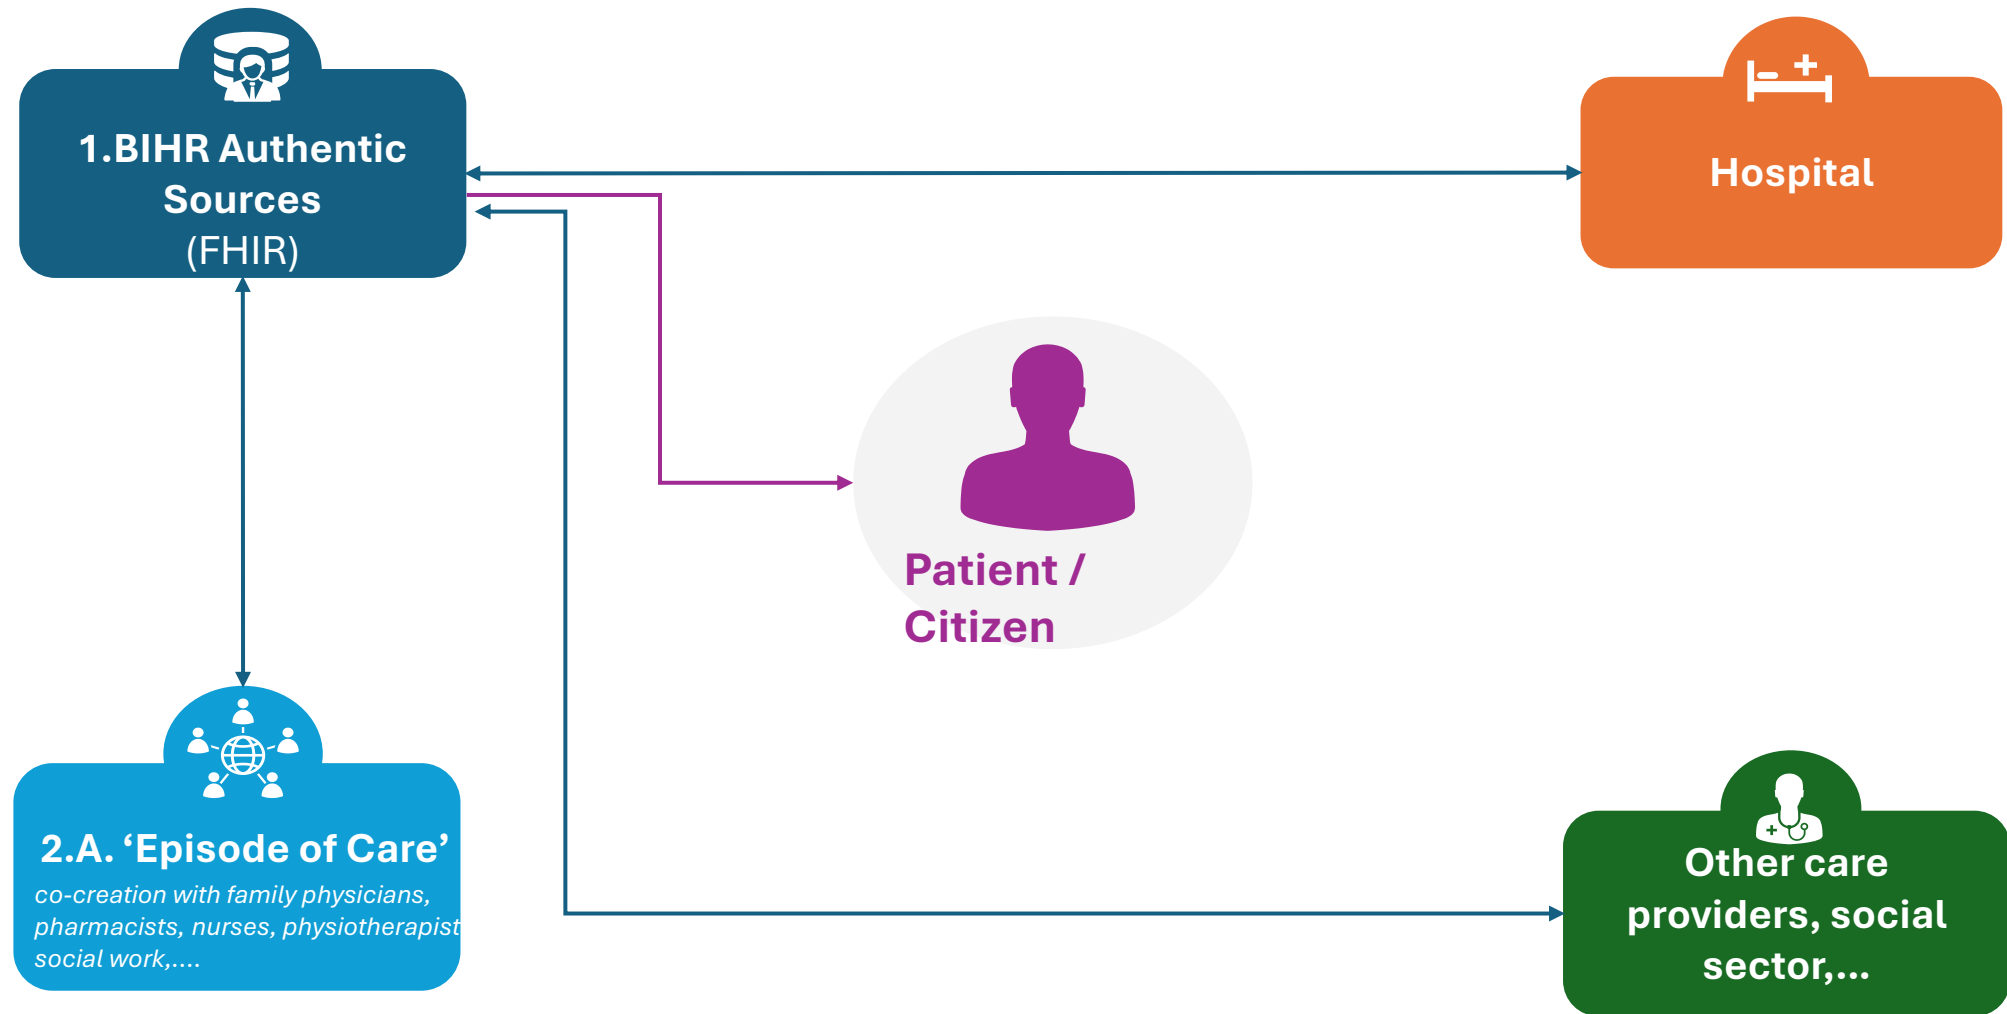 1.BIHR Authentic
Sources
(FHIR)
Hospital
Patient /
Citizen
2.A. ‘Episode of Care’
co-creation with family physicians,
pharmacists, nurses, physiotherapist
social work,....
Other care
providers, social
sector,...